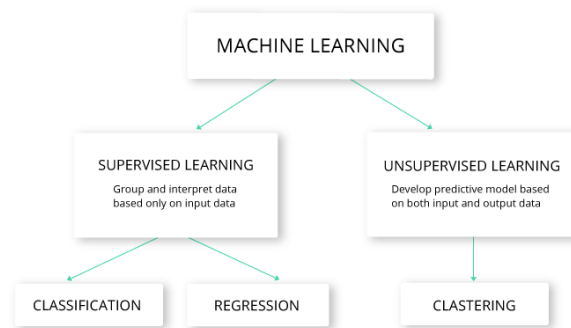 MACHINE LEARNING
SUPERVISED LEARNING
Group and interpret data
based only on input data
UNSUPERVISED LEARNING
Develop predictive model based
on both input and output data
CLASSIFICATION
REGRESSION
CLASTERING